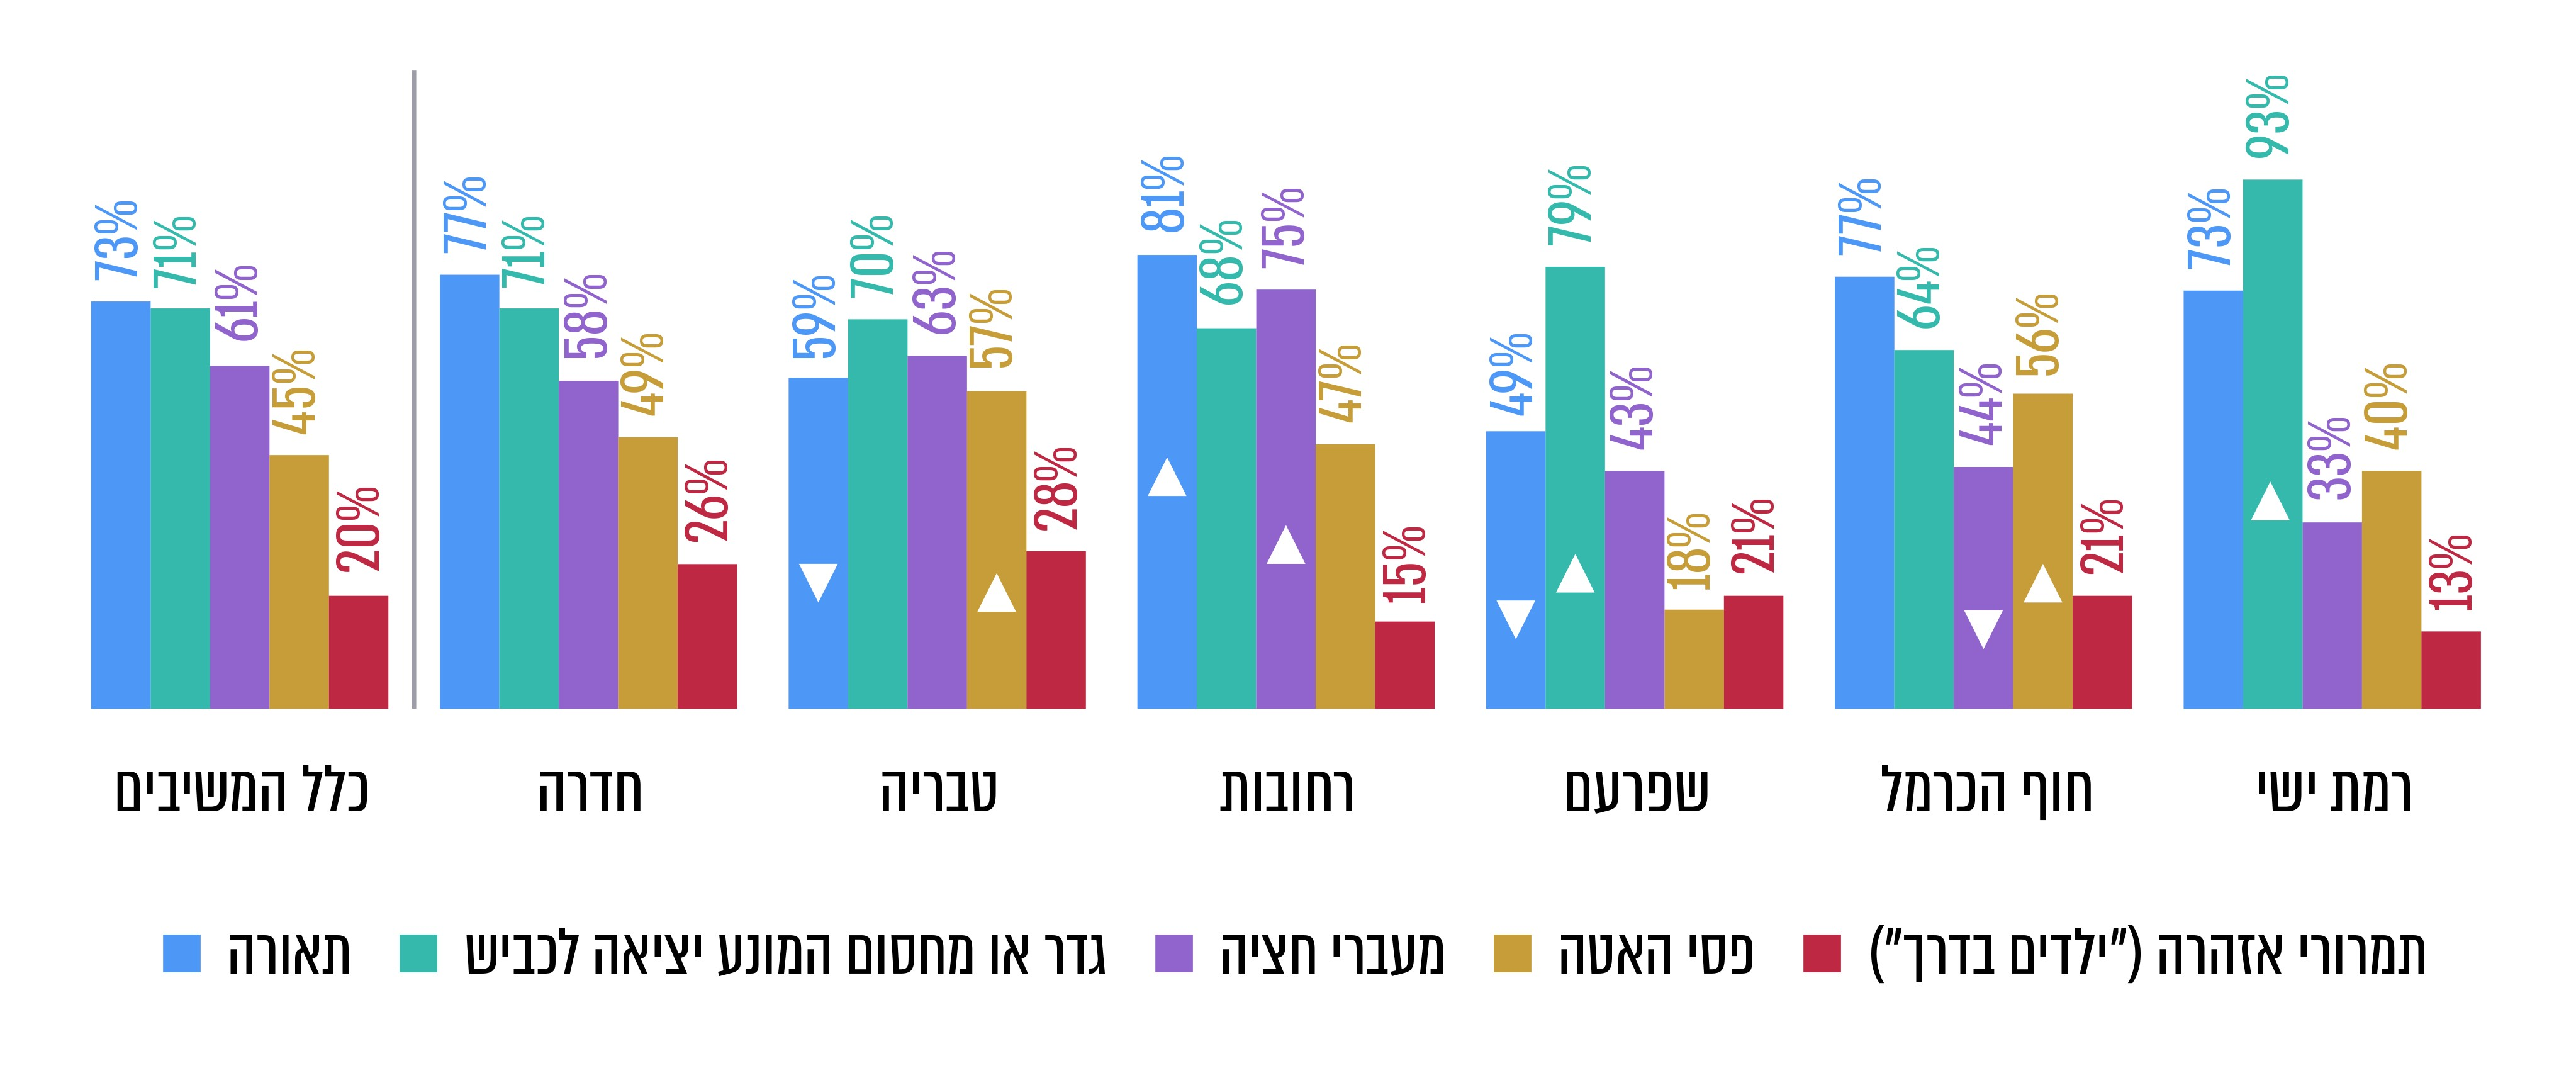 73% 71% 61% 45% 20%
77% 71% 58% 49% 26%
59% 70% 63% 57% 28%
81% 68% 75% 47% 15%
49% 79% 43% 18% 21%
77% 64% 44% 56% 21%
73% 93% 33% 40% 13%
כלל המשיבים
חדרה
טבריה
רחובות
שפרעם
חוף הכרמל
רמת ישי
תאורה
גדר או מחסום המונע יציאה לכביש
מעברי חציה
פסי האטה
תמרורי אזהרה ("ילדים בדרך")